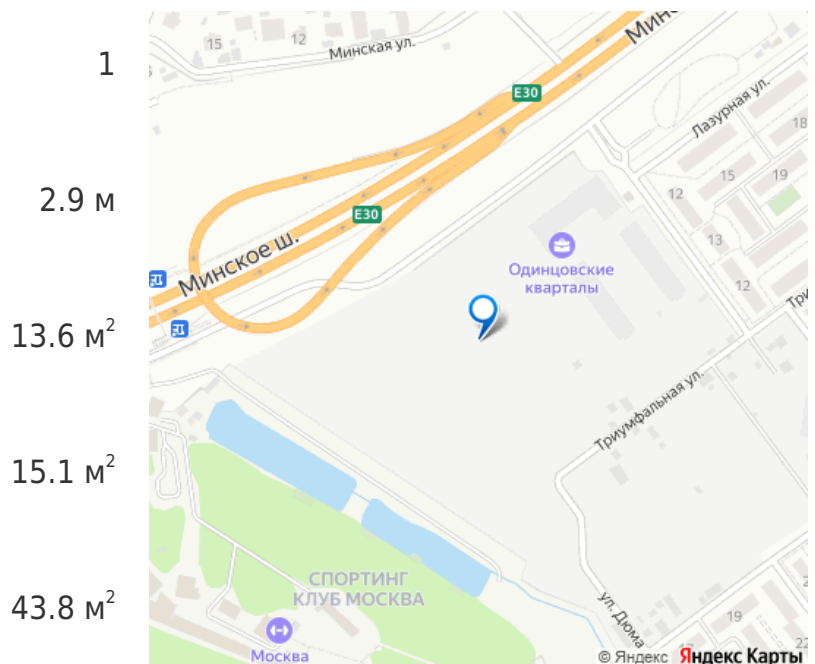 1
2.9 м
13.6 м²
15.1 м²
43.8 м²
15
12
Минская ул.
Минс
E30
Лазурная ул.
18
12
15
19
E30
Минское ш.
13
Одинцовские
кварталы
12
Три
Триумфальная ул.
СПОРТИНГ
КЛУБ МОСКВА
ул. Дюма
19
22
Москва
© Яндекс Яндекс Карты